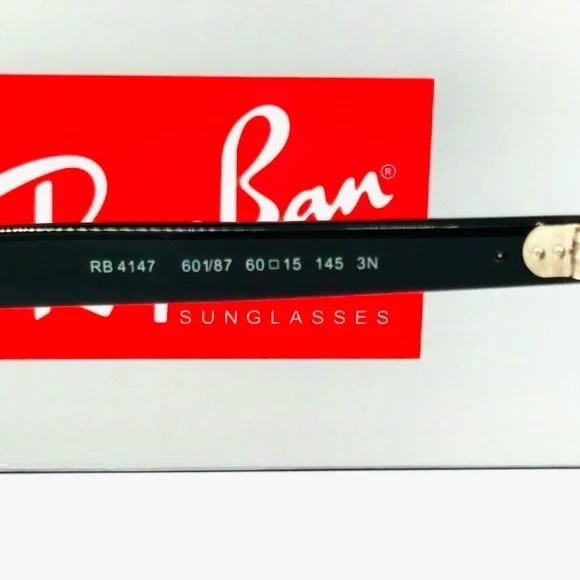 Ray-Ban®
RB 4147 601/87 60□15 145 3N
SUNGLASSES